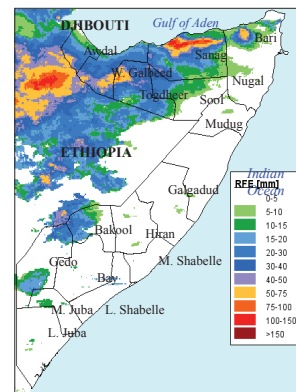 DJIBOUTI
Gulf of Aden
Awdal
Bari
Sanag
W. Galbeed
Nugal
Togdheer
Sool
Mudug
ETHIOPIA
Indian
Ocean
RFE [mm]
0-5
5-10
10-15
15-20
20-30
30-40
40-50
50-75
75-100
100-150
>150
Galgadud
Bakool
Hiran
Gedo
M. Shabelle
Bay
M. Juba
L. Shabelle
L. Juba